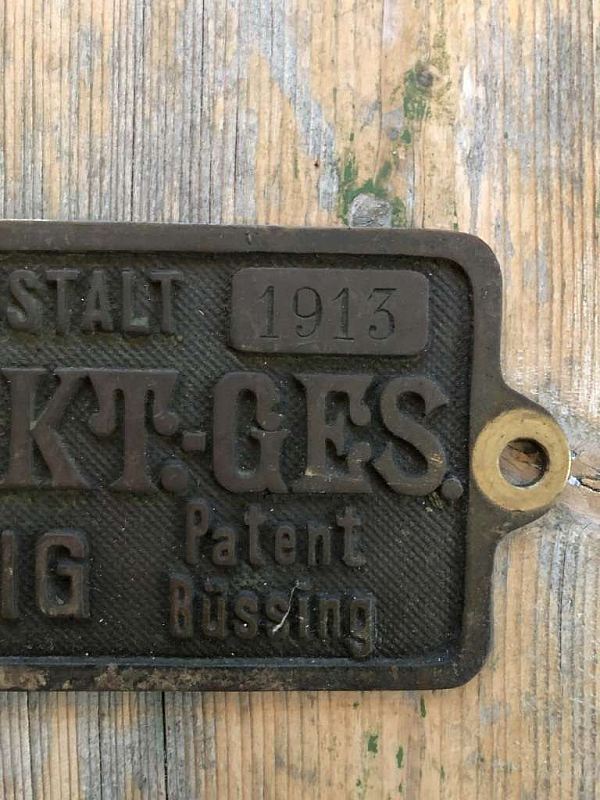 STALT 1913
KT.-GES.
IG Patent
Büssing